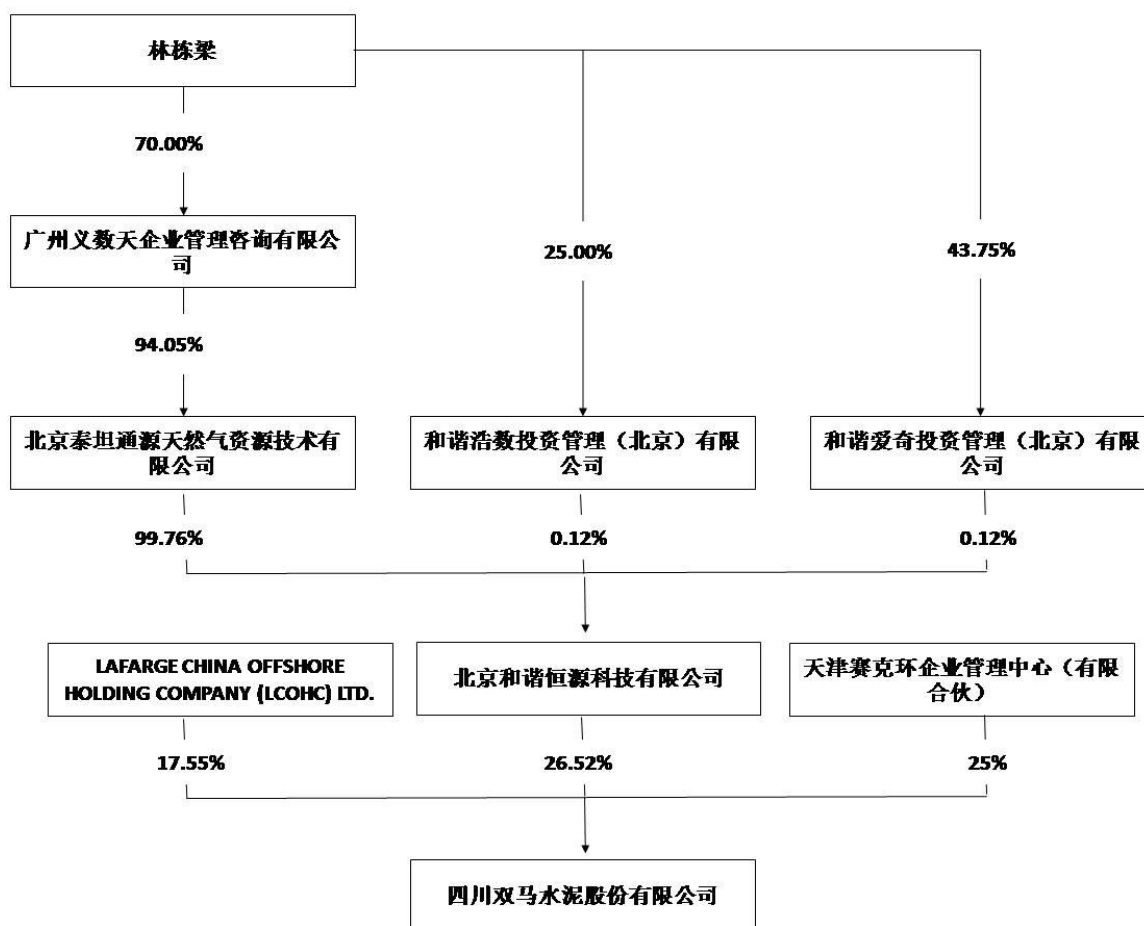 林栋梁
70.00%
广州义数天企业管理咨询有限公
司
25.00%
43.75%
94.05%
北京泰坦通源天然气资源技术有
限公司
和谐浩数投资管理（北京）有限
公司
和谐爱奇投资管理（北京）有限
公司
99.76%
0.12%
0.12%
LAFARGE CHINA OFFSHORE
HOLDING COMPANY (LCOHC) LTD.
北京和谐恒源科技有限公司
天津赛克环企业管理中心（有限
合伙）
17.55%
26.52%
25%
四川双马水泥股份有限公司